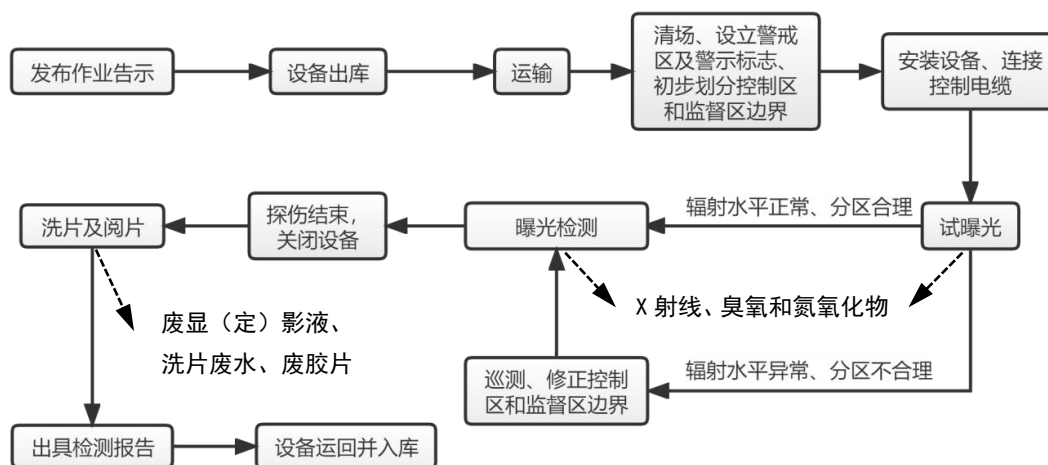 发布作业告示
设备出库
运输
清场、设立警戒
区及警示标志、
初步划分控制区
和监督区边界
安装设备、连接
控制电缆
试曝光
辐射水平正常、分区合理
曝光检测
探伤结束，
关闭设备
洗片及阅片
X 射线、臭氧和氮氧化物
废显（定）影液、
洗片废水、废胶片
辐射水平异常、分区不合理
巡测、修正控制
区和监督区边界
出具检测报告
设备运回并入库